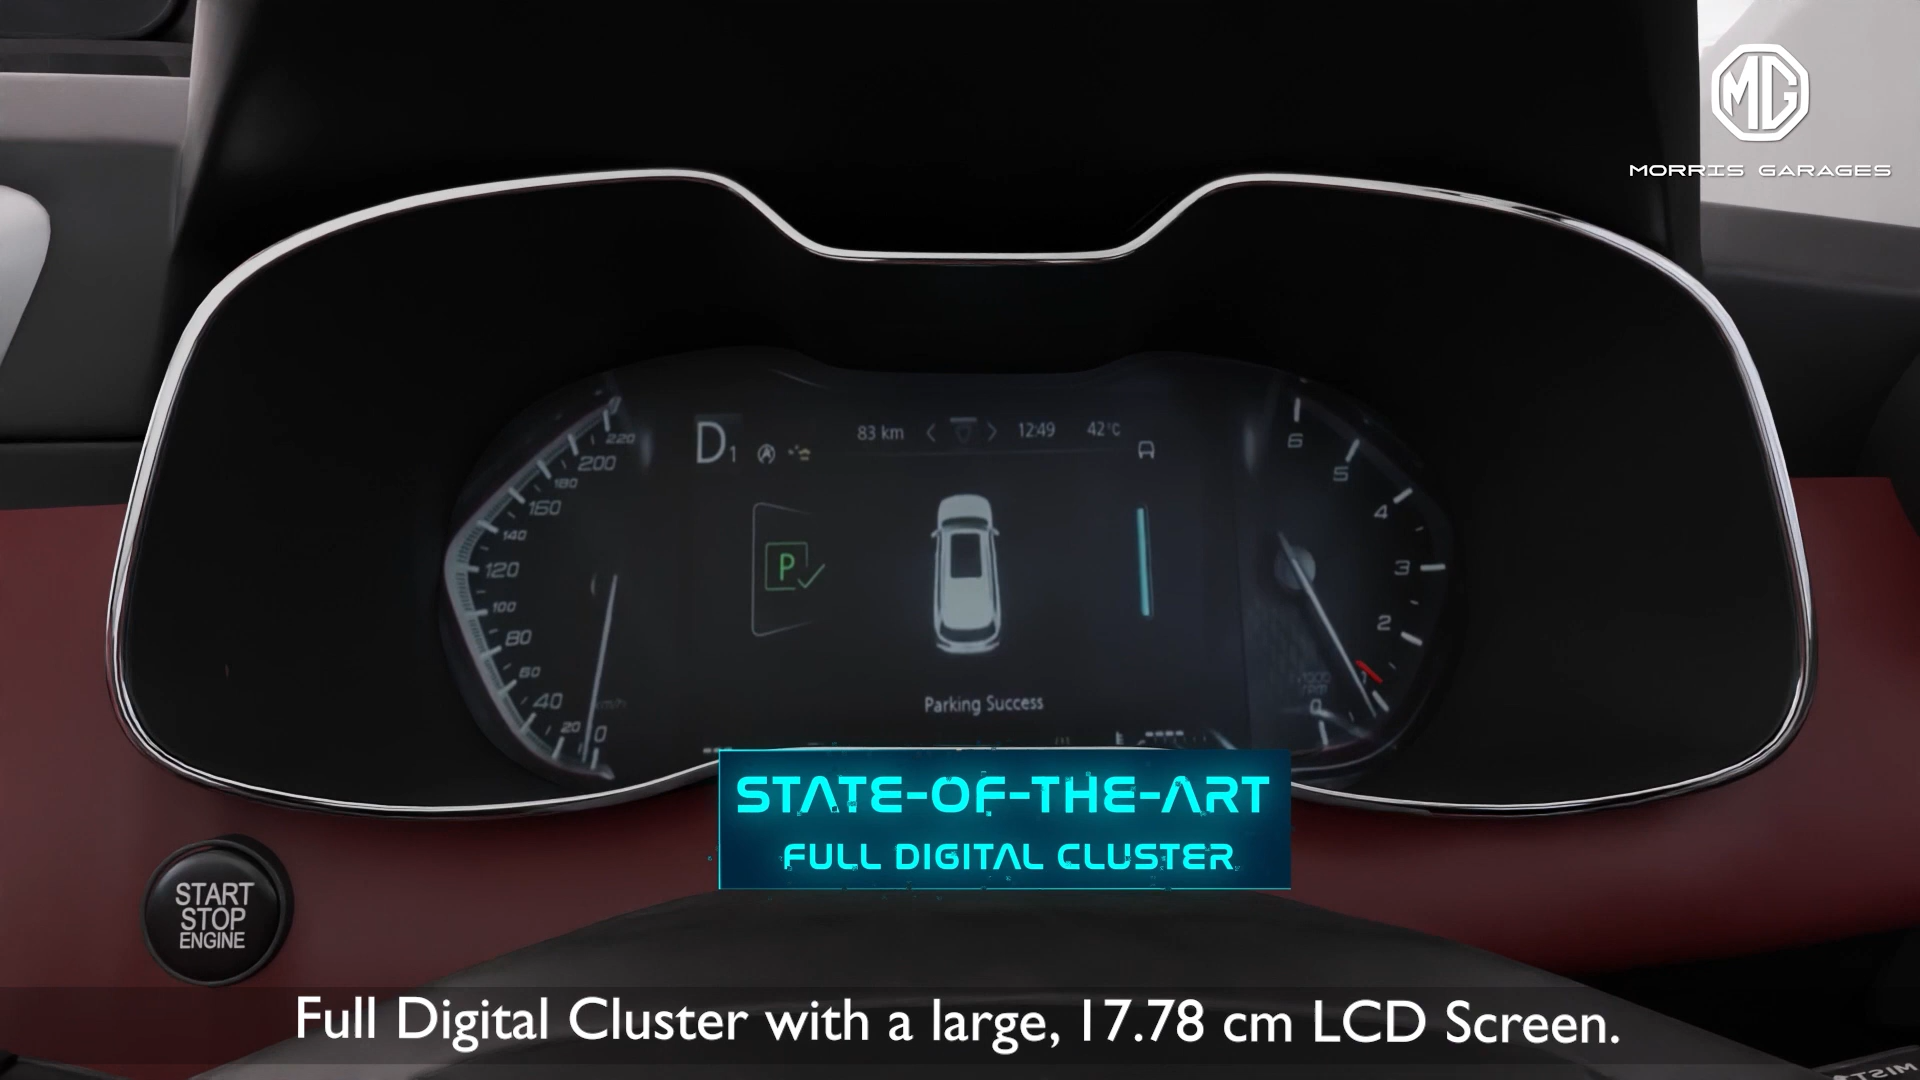 MG
MORRIS GARAGES
D1
83 km
12:49
42°C
220
200
180
160
140
120
100
80
60
40
20
0
P
6
5
4
3
2
1
0
Parking Success
STATE-OF-THE-ART
FULL DIGITAL CLUSTER
START
STOP
ENGINE
Full Digital Cluster with a large, 17.78 cm LCD Screen.